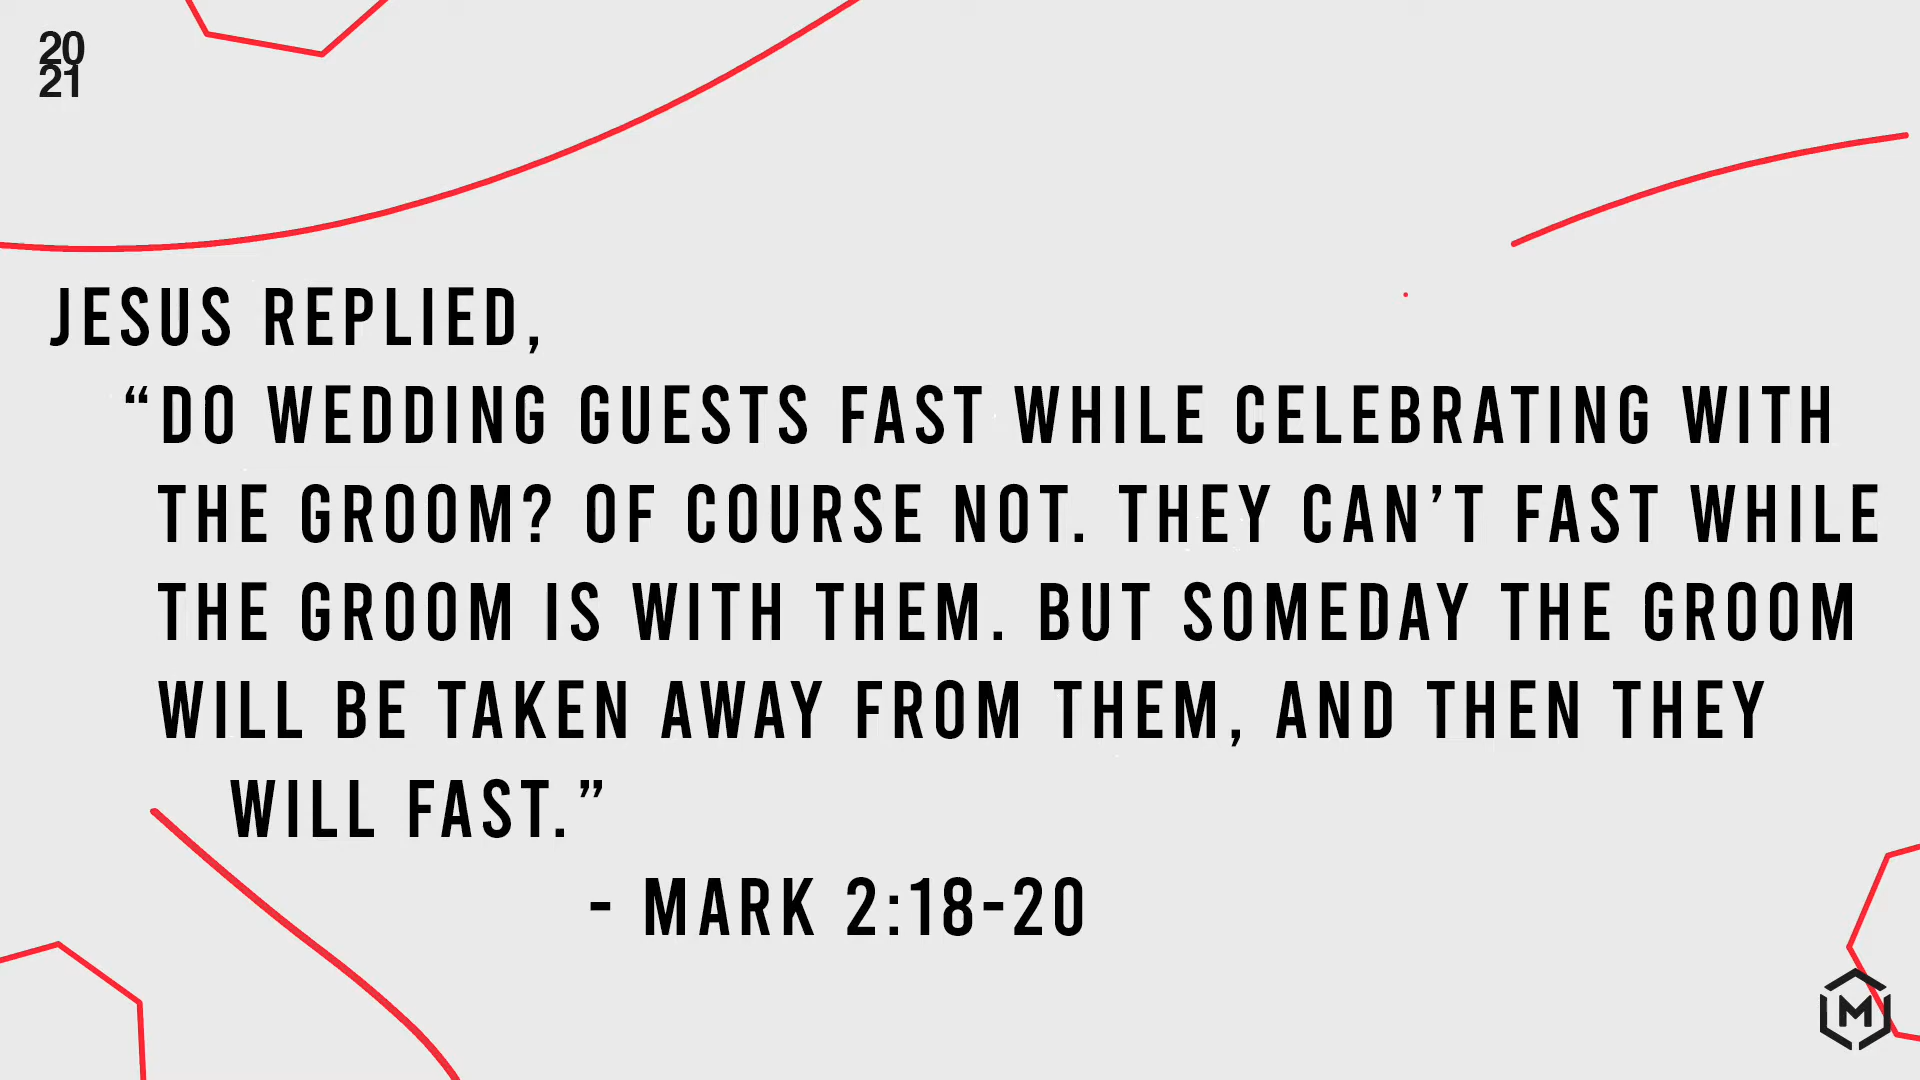 20
21
JESUS REPLIED,
“DO WEDDING GUESTS FAST WHILE CELEBRATING WITH
THE GROOM? OF COURSE NOT. THEY CAN’T FAST WHILE
THE GROOM IS WITH THEM. BUT SOMEDAY THE GROOM
WILL BE TAKEN AWAY FROM THEM, AND THEN THEY
WILL FAST.”
- MARK 2:18-20
M